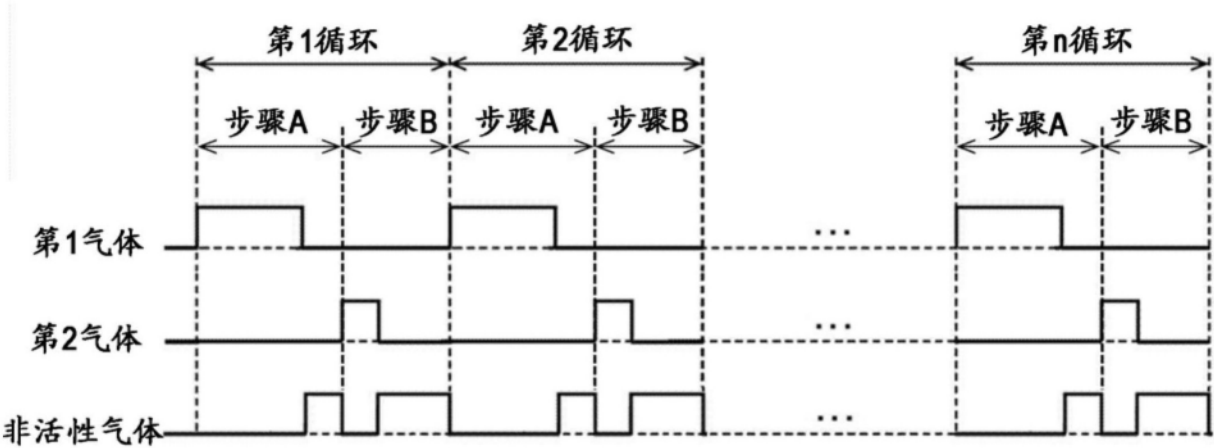 第1循环 第2循环 第n循环
步骤A 步骤B 步骤A 步骤B 步骤A 步骤B
第1气体 ...
第2气体 ...
非活性气体 ...